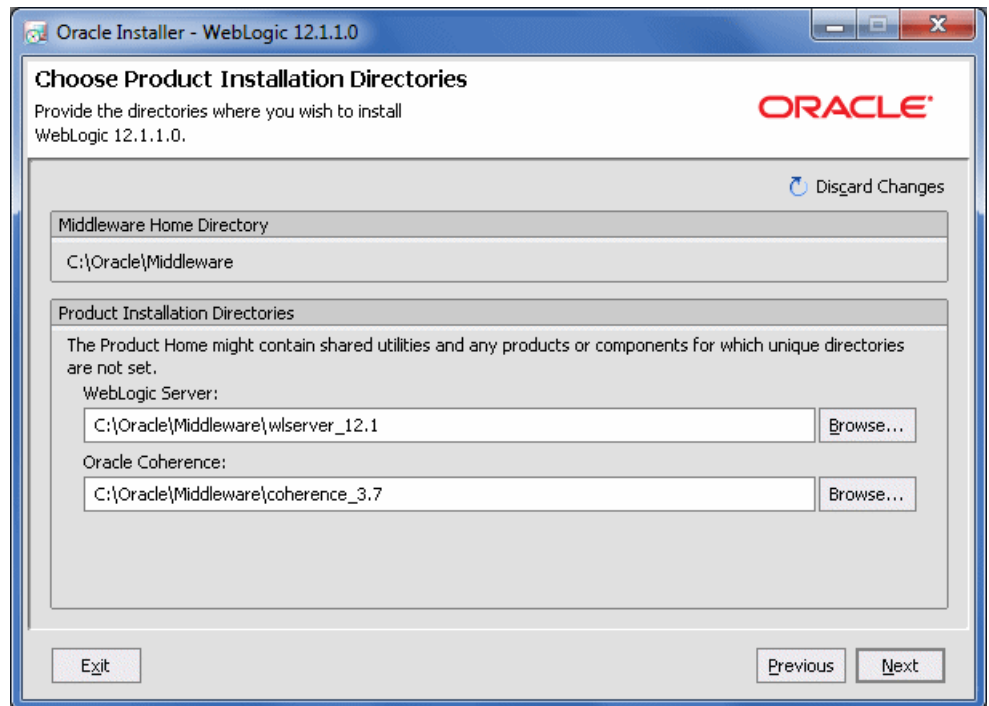 Oracle Installer - WebLogic 12.1.1.0
Choose Product Installation Directories
Provide the directories where you wish to install
WebLogic 12.1.1.0.
ORACLE
Discard Changes
Middleware Home Directory
C:\Oracle\Middleware
Product Installation Directories
The Product Home might contain shared utilities and any products or components for which unique directories
are not set.
WebLogic Server:
C:\Oracle\Middleware\wlserver_12.1
Browse...
Oracle Coherence:
C:\Oracle\Middleware\coherence_3.7
Browse...
Exit
Previous
Next